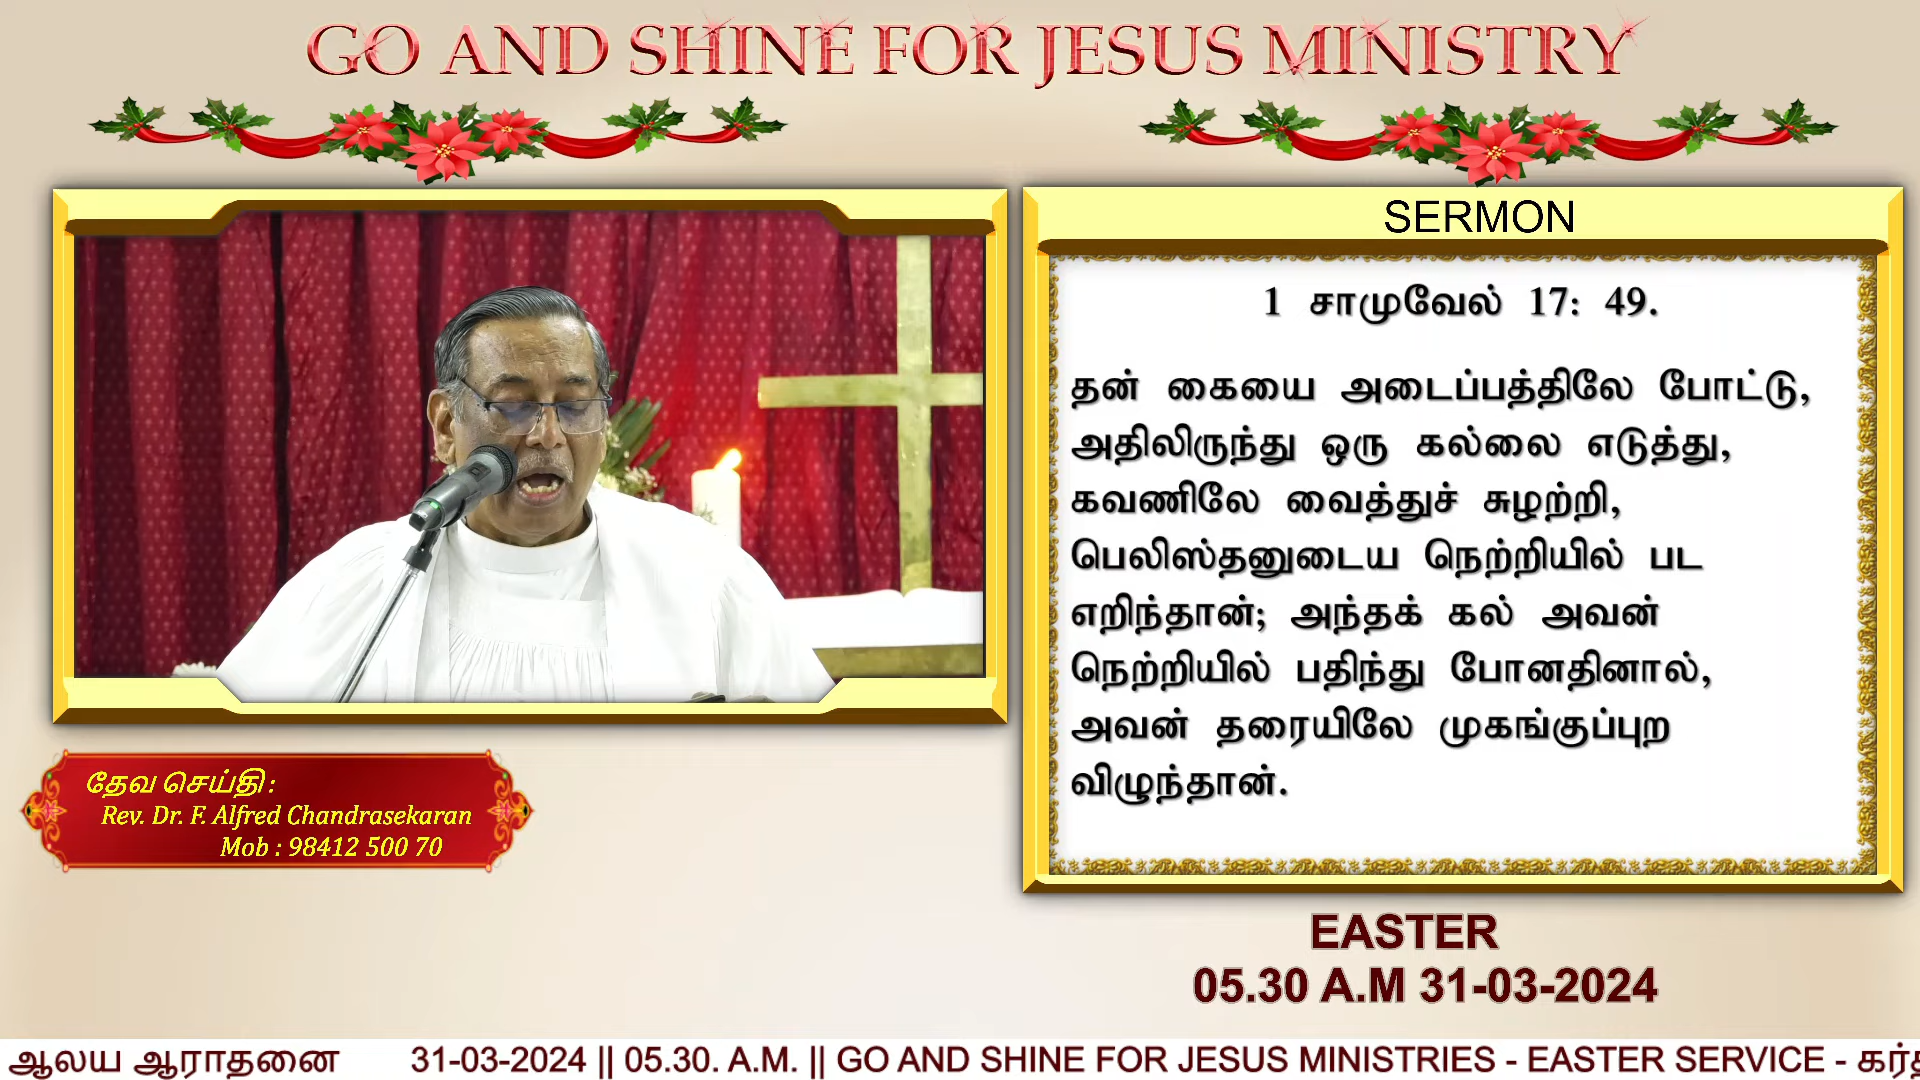 GO AND SHINE FOR JESUS MINISTRY
SERMON
1 சாமுவேல் 17: 49.
தன் கையை அடைப்பத்திலே போட்டு,
அதிலிருந்து ஒரு கல்லை எடுத்து,
கவணிலே வைத்துச் சுழற்றி,
பெலிஸ்தனுடைய நெற்றியில் பட
எறிந்தான்; அந்தக் கல் அவன்
நெற்றியில் பதிந்து போனதினால்,
அவன் தரையிலே முகங்குப்புற
விழுந்தான்.
தேவ செய்தி :
Rev. Dr. F. Alfred Chandrasekaran
Mob : 98412 500 70
EASTER
05.30 A.M 31-03-2024
ஆலய ஆராதனை 31-03-2024 || 05.30. A.M. || GO AND SHINE FOR JESUS MINISTRIES - EASTER SERVICE -